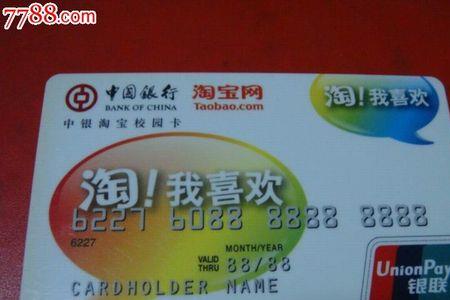 7788.com
中国銀行 淘宝网
BANK OF CHINA Taobao.com
中银淘宝校园卡
淘!我喜欢
淘!我喜欢
6227 6088 8888 8888
6227
MONTH/YEAR
VALID THRU 88/88
CARDHOLDER NAME
UnionPay
银联